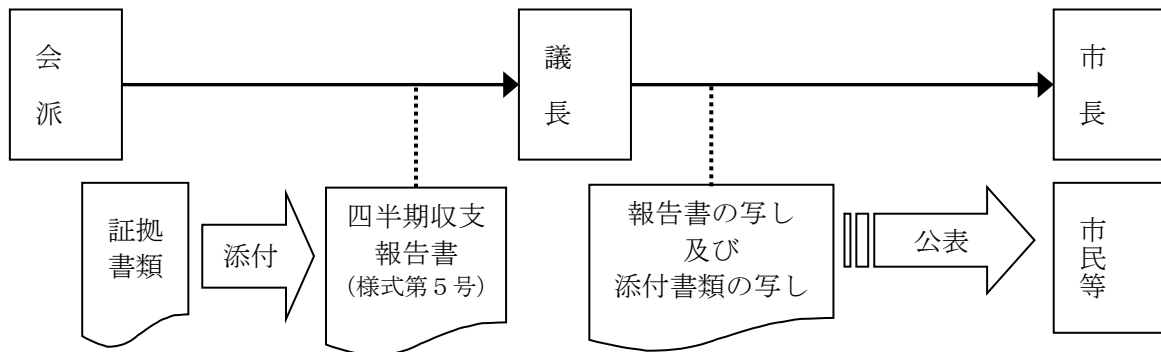 会派
議長
市長
証拠
書類
添付
四半期収支
報告書
（様式第５号）
報告書の写し
及び
添付書類の写し
公表
市民等